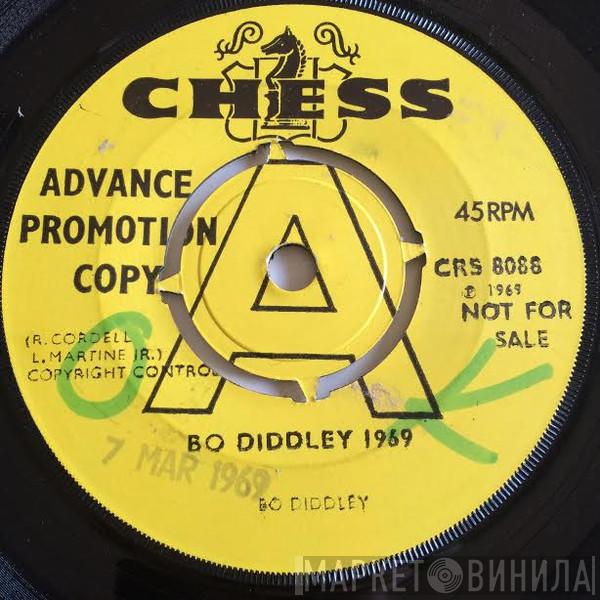 CHESS
ADVANCE
PROMOTION
COPY
A
45RPM
CRS 8088
℗ 1969
NOT FOR
SALE
(R. CORDELL
L. MARTINE JR.)
COPYRIGHT CONTROL
BO DIDDLEY 1969
7 MAR 1969
BO DIDDLEY
МАРКЕТ ВИНИЛА